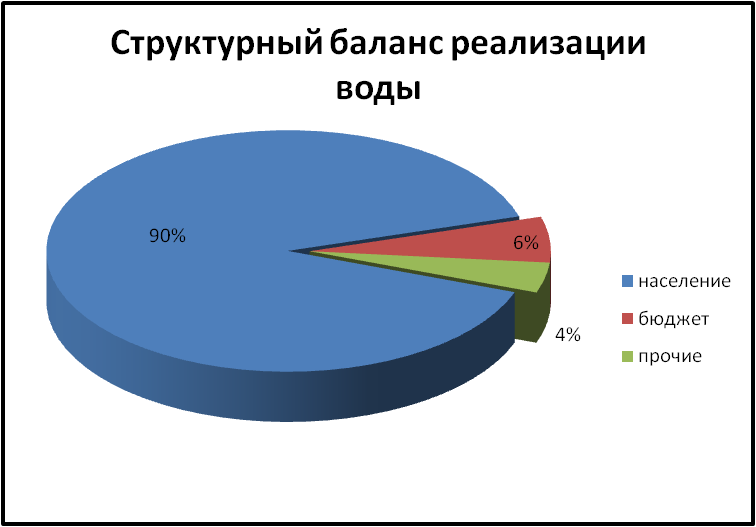 Структурный баланс реализации
воды
90%
6%
4%
население
бюджет
прочие